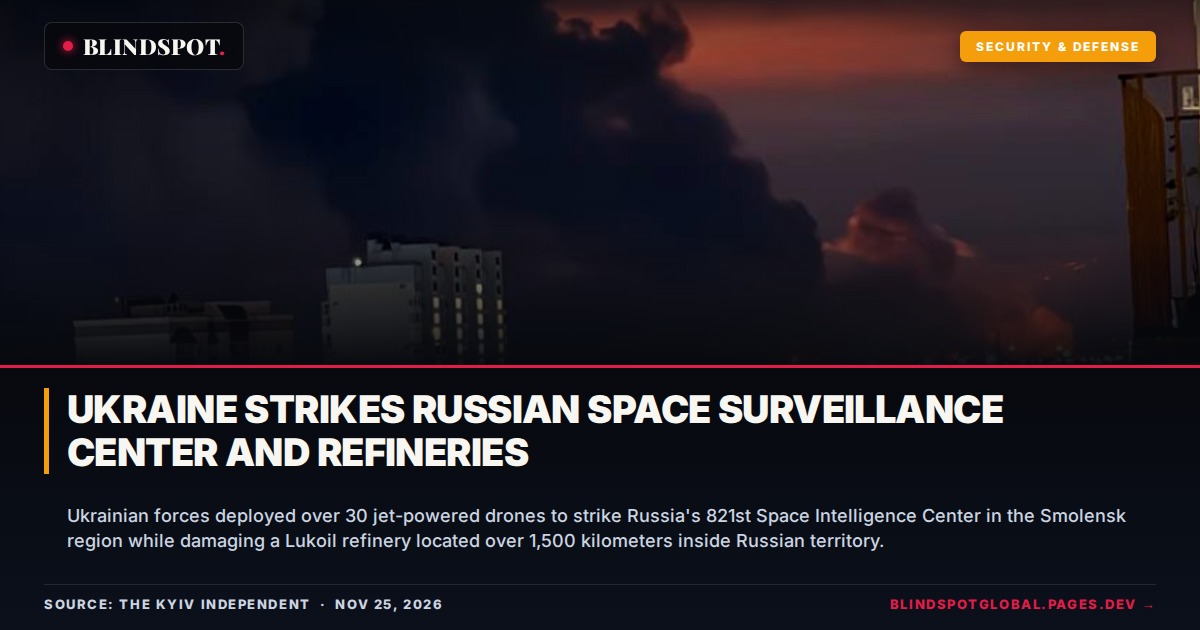 BLINDSPOT.
SECURITY & DEFENSE
UKRAINE STRIKES RUSSIAN SPACE SURVEILLANCE
CENTER AND REFINERIES
Ukrainian forces deployed over 30 jet-powered drones to strike Russia's 821st Space Intelligence Center in the Smolensk
region while damaging a Lukoil refinery located over 1,500 kilometers inside Russian territory.
SOURCE: THE KYIV INDEPENDENT · NOV 25, 2026
BLINDSPOTGLOBAL.PAGES.DEV →